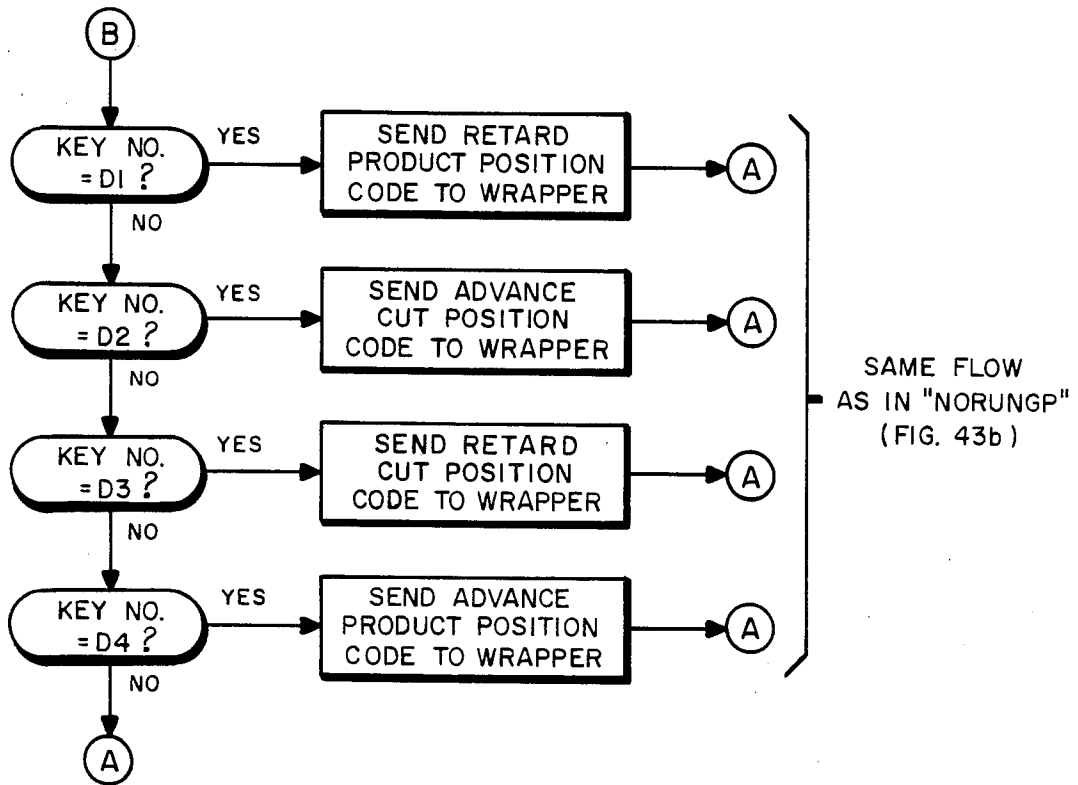 B
KEY NO.
= D1 ?
YES
SEND RETARD
PRODUCT POSITION
CODE TO WRAPPER
A
NO
KEY NO.
= D2 ?
YES
SEND ADVANCE
CUT POSITION
CODE TO WRAPPER
A
NO
SAME FLOW
AS IN "NORUNGP"
(FIG. 43b)
KEY NO.
= D3 ?
YES
SEND RETARD
CUT POSITION
CODE TO WRAPPER
A
NO
KEY NO.
= D4 ?
YES
SEND ADVANCE
PRODUCT POSITION
CODE TO WRAPPER
A
NO
A